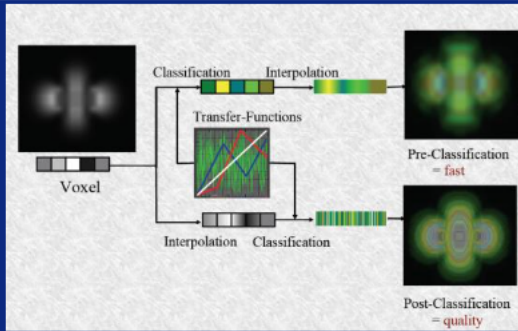 Classification
Interpolation
Transfer-Functions
Voxel
Pre-Classification
= fast
Interpolation
Classification
Post-Classification
= quality